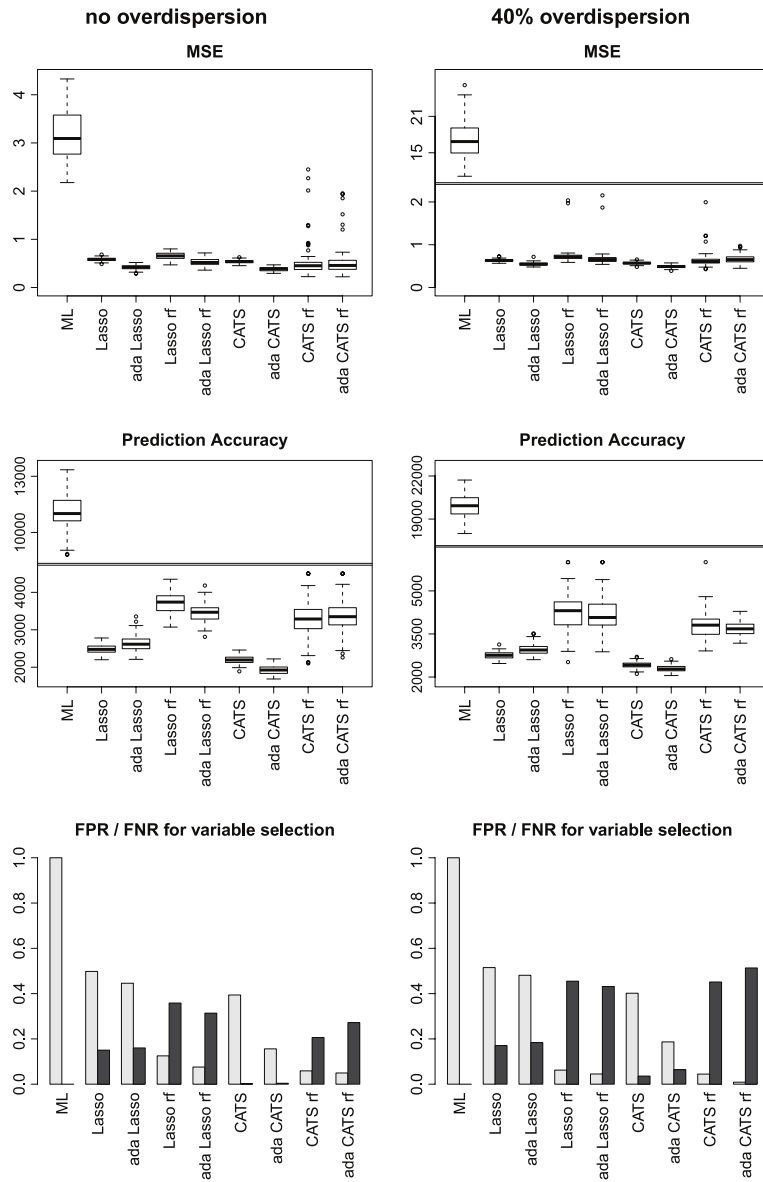 no overdispersion
40% overdispersion
MSE
MSE
4
3
2
1
0
ML
Lasso
ada Lasso
Lasso rf
ada Lasso rf
CATS
ada CATS
CATS rf
ada CATS rf
21
15
2
1
0
ML
Lasso
ada Lasso
Lasso rf
ada Lasso rf
CATS
ada CATS
CATS rf
ada CATS rf
Prediction Accuracy
Prediction Accuracy
13000
10000
4000
3000
2000
ML
Lasso
ada Lasso
Lasso rf
ada Lasso rf
CATS
ada CATS
CATS rf
ada CATS rf
22000
19000
5000
3500
2000
ML
Lasso
ada Lasso
Lasso rf
ada Lasso rf
CATS
ada CATS
CATS rf
ada CATS rf
FPR / FNR for variable selection
FPR / FNR for variable selection
1.0
0.8
0.6
0.4
0.2
0.0
ML
Lasso
ada Lasso
Lasso rf
ada Lasso rf
CATS
ada CATS
CATS rf
ada CATS rf
1.0
0.8
0.6
0.4
0.2
0.0
ML
Lasso
ada Lasso
Lasso rf
ada Lasso rf
CATS
ada CATS
CATS rf
ada CATS rf